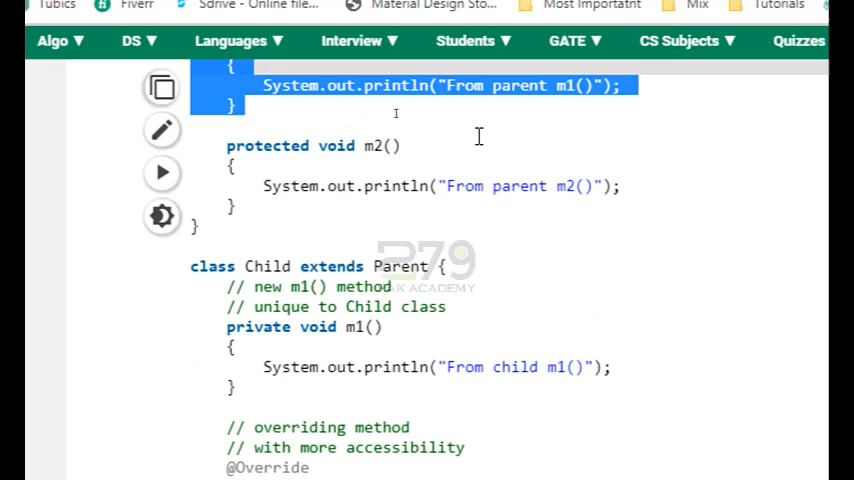 Tubics Fiverr Sdrive - Online file... Material Design Sto... Most Importatnt Mix Tutorials
Algo ▼ DS ▼ Languages ▼ Interview ▼ Students ▼ GATE ▼ CS Subjects ▼ Quizzes
{
System.out.println("From parent m1()");
}
protected void m2()
{
System.out.println("From parent m2()");
}
}
class Child extends Parent {
// new m1() method
// unique to Child class
private void m1()
{
System.out.println("From child m1()");
}
// overriding method
// with more accessibility
@Override
279
AK ACADEMY